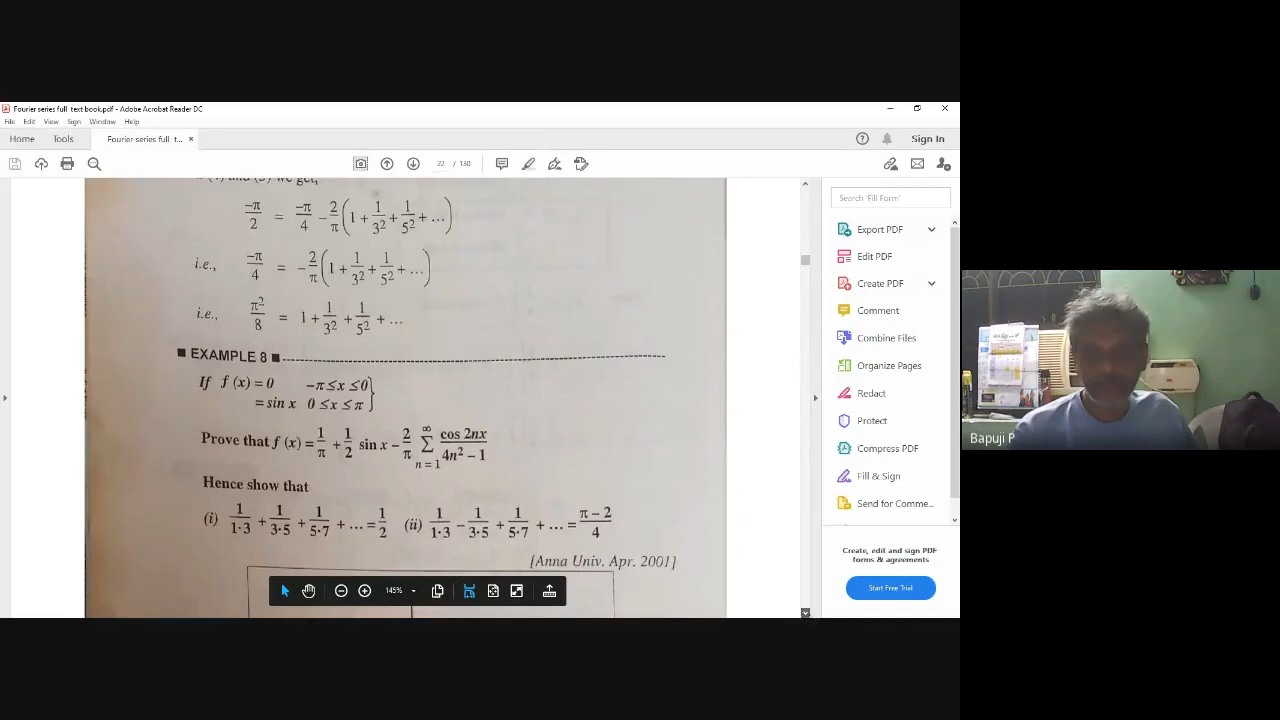 Fourier series full text book.pdf - Adobe Acrobat Reader DC
File Edit View Sign Window Help
Home Tools Fourier series full t... × Sign In
22 / 130
we get,
-π/2 = -π/4 - 2/π (1 + 1/3² + 1/5² + ...)
i.e., -π/4 = - 2/π (1 + 1/3² + 1/5² + ...)
i.e., π²/8 = 1 + 1/3² + 1/5² + ...
■ EXAMPLE 8 ■
If f (x) = 0 -π ≤ x ≤ 0
= sin x 0 ≤ x ≤ π }
Prove that f (x) = 1/π + 1/2 sin x - 2/π ∑ n = 1 ∞ cos 2nx / 4n² - 1
Hence show that
(i) 1/1·3 + 1/3·5 + 1/5·7 + ... = 1/2 (ii) 1/1·3 - 1/3·5 + 1/5·7 + ... = π - 2 / 4
[Anna Univ. Apr. 2001]
145%
Search 'Fill Form'
Export PDF
Edit PDF
Create PDF
Comment
Combine Files
Organize Pages
Redact
Protect
Compress PDF
Fill & Sign
Send for Comme...
Create, edit and sign PDF
forms & agreements
Start Free Trial
Bapuji P